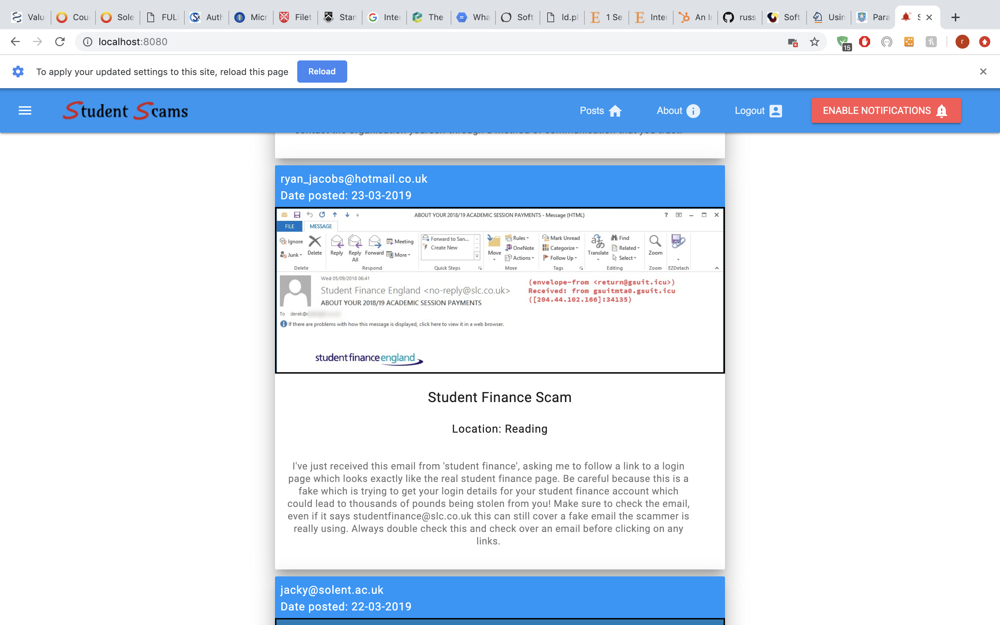 Valu
Cou
Sole
FULL
Auth
Micr
Filet
Stan
Inter
The
Wha
Soft
ld.pl
1 Se
Inter
An I
russ
Soft
Usin
Para
S
localhost:8080
15
r
To apply your updated settings to this site, reload this page
Reload
Student Scams
Posts
About
Logout
ENABLE NOTIFICATIONS
contact the organisation yourself through a method of communication that you trust.
ryan_jacobs@hotmail.co.uk
Date posted: 23-03-2019
ABOUT YOUR 2018/19 ACADEMIC SESSION PAYMENTS - Message (HTML)
FILE MESSAGE
Ignore
Junk
Delete
Delete
Reply
Reply All
Forward
Meeting
More
Respond
Forward to San...
Create New
Quick Steps
Move
Rules
OneNote
Actions
Move
Mark Unread
Categorize
Follow Up
Tags
Translate
Find
Related
Select
Editing
Zoom
Zoom
EZDetach
Wed 05/09/2018 06:41
Student Finance England <no-reply@slc.co.uk>
ABOUT YOUR 2018/19 ACADEMIC SESSION PAYMENTS
(envelope-from <return@gsuit.icu>)
Received: from gsuitmta0.gsuit.icu
([204.44.102.166]:34135)
To derek@
If there are problems with how this message is displayed, click here to view it in a web browser.
studentfinanceengland
Student Finance Scam
Location: Reading
I've just received this email from 'student finance', asking me to follow a link to a login
page which looks exactly like the real student finance page. Be careful because this is a
fake which is trying to get your login details for your student finance account which
could lead to thousands of pounds being stolen from you! Make sure to check the email,
even if it says studentfinance@slc.co.uk this can still cover a fake email the scammer is
really using. Always double check this and check over an email before clicking on any
links.
jacky@solent.ac.uk
Date posted: 22-03-2019